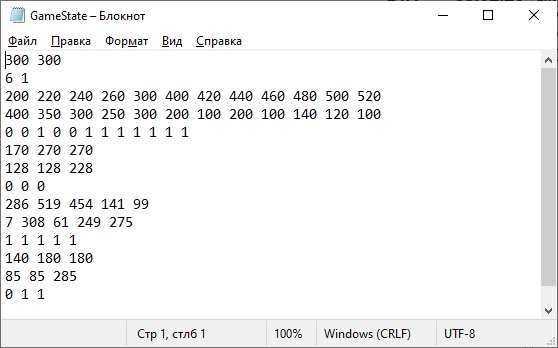 GameState – Блокнот
Файл Правка Формат Вид Справка
300 300
6 1
200 220 240 260 300 400 420 440 460 480 500 520
400 350 300 250 300 200 100 200 100 140 120 100
0 0 1 0 0 1 1 1 1 1 1 1
170 270 270
128 128 228
0 0 0
286 519 454 141 99
7 308 61 249 275
1 1 1 1 1
140 180 180
85 85 285
0 1 1
Стр 1, стлб 1 100% Windows (CRLF) UTF-8